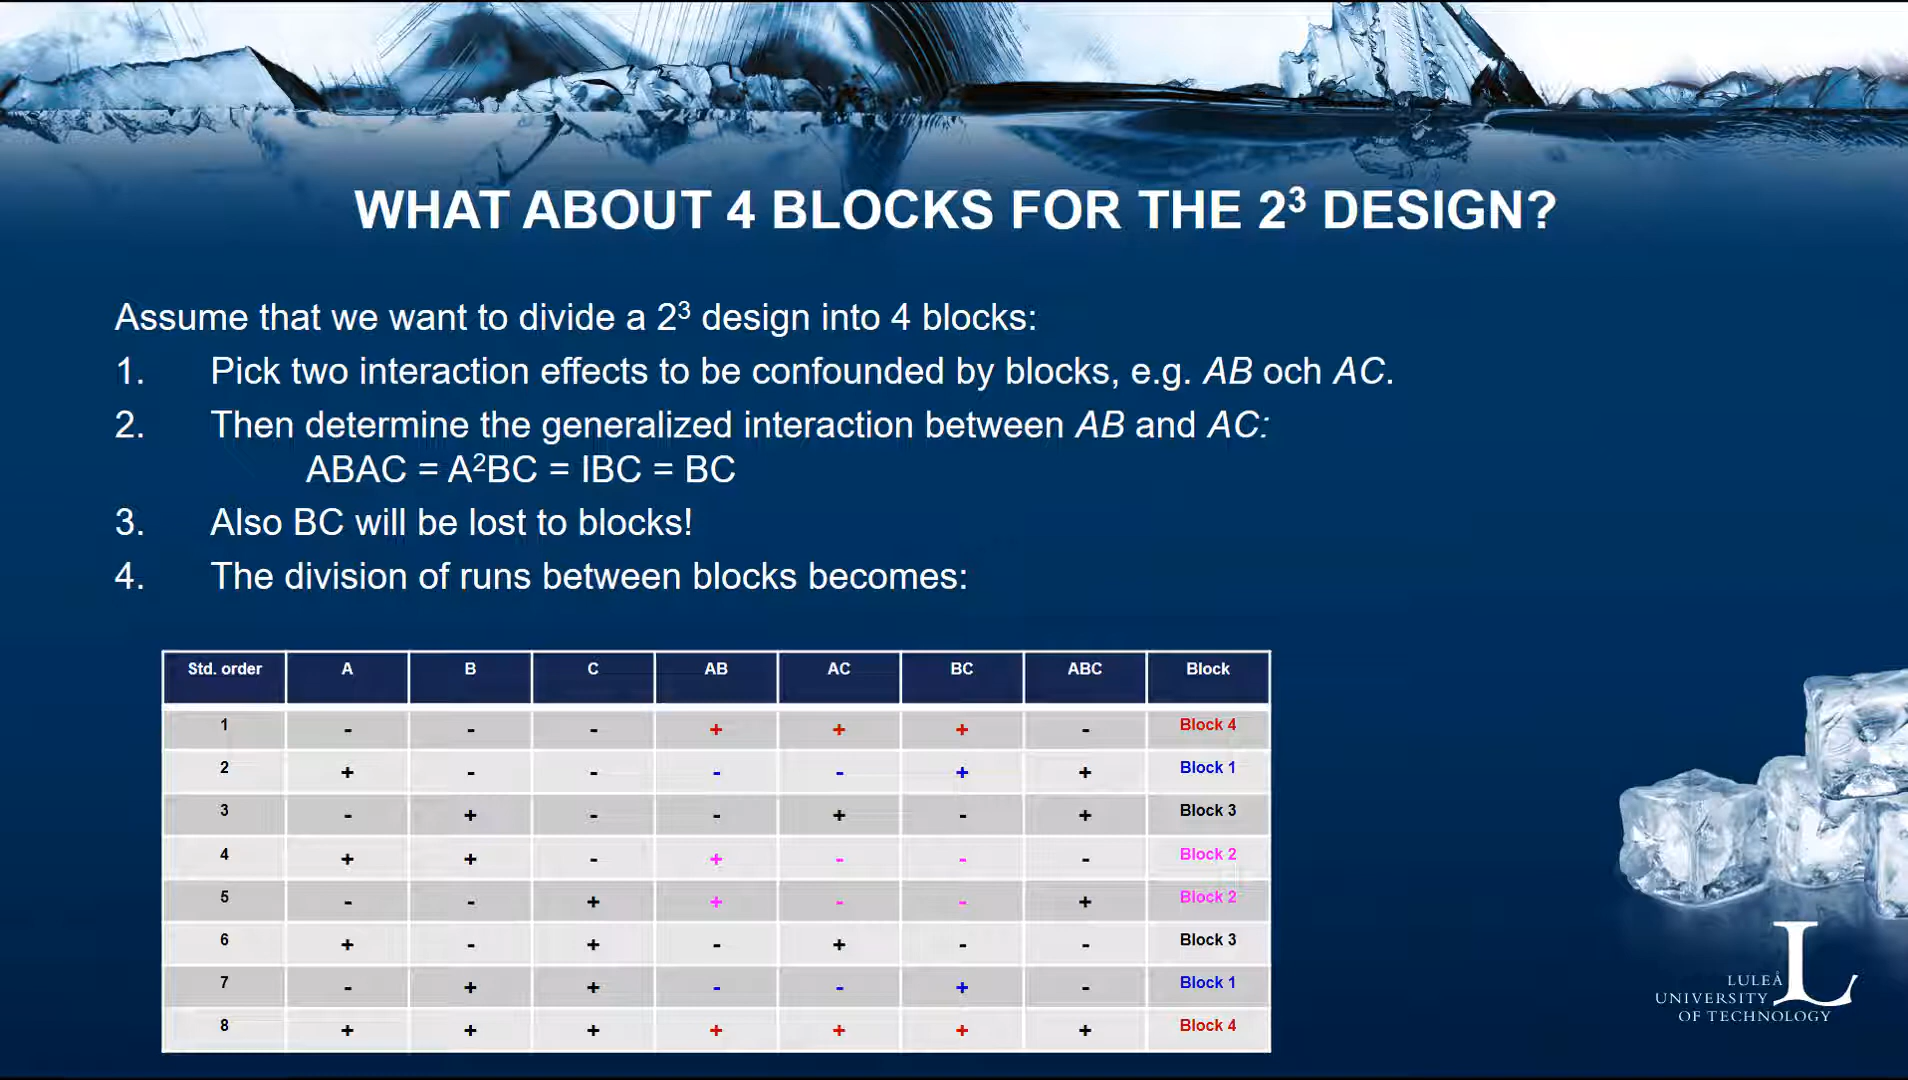 WHAT ABOUT 4 BLOCKS FOR THE 2³ DESIGN?
Assume that we want to divide a 2³ design into 4 blocks:
1. Pick two interaction effects to be confounded by blocks, e.g. AB och AC.
2. Then determine the generalized interaction between AB and AC:
ABAC = A²BC = IBC = BC
3. Also BC will be lost to blocks!
4. The division of runs between blocks becomes:
Std. order A B C AB AC BC ABC Block
1 - - - + + + - Block 4
2 + - - - - + + Block 1
3 - + - - + - + Block 3
4 + + - + - - - Block 2
5 - - + + - - + Block 2
6 + - + - + - - Block 3
7 - + + - - + - Block 1
8 + + + + + + + Block 4
L
LULEÅ
UNIVERSITY
OF TECHNOLOGY